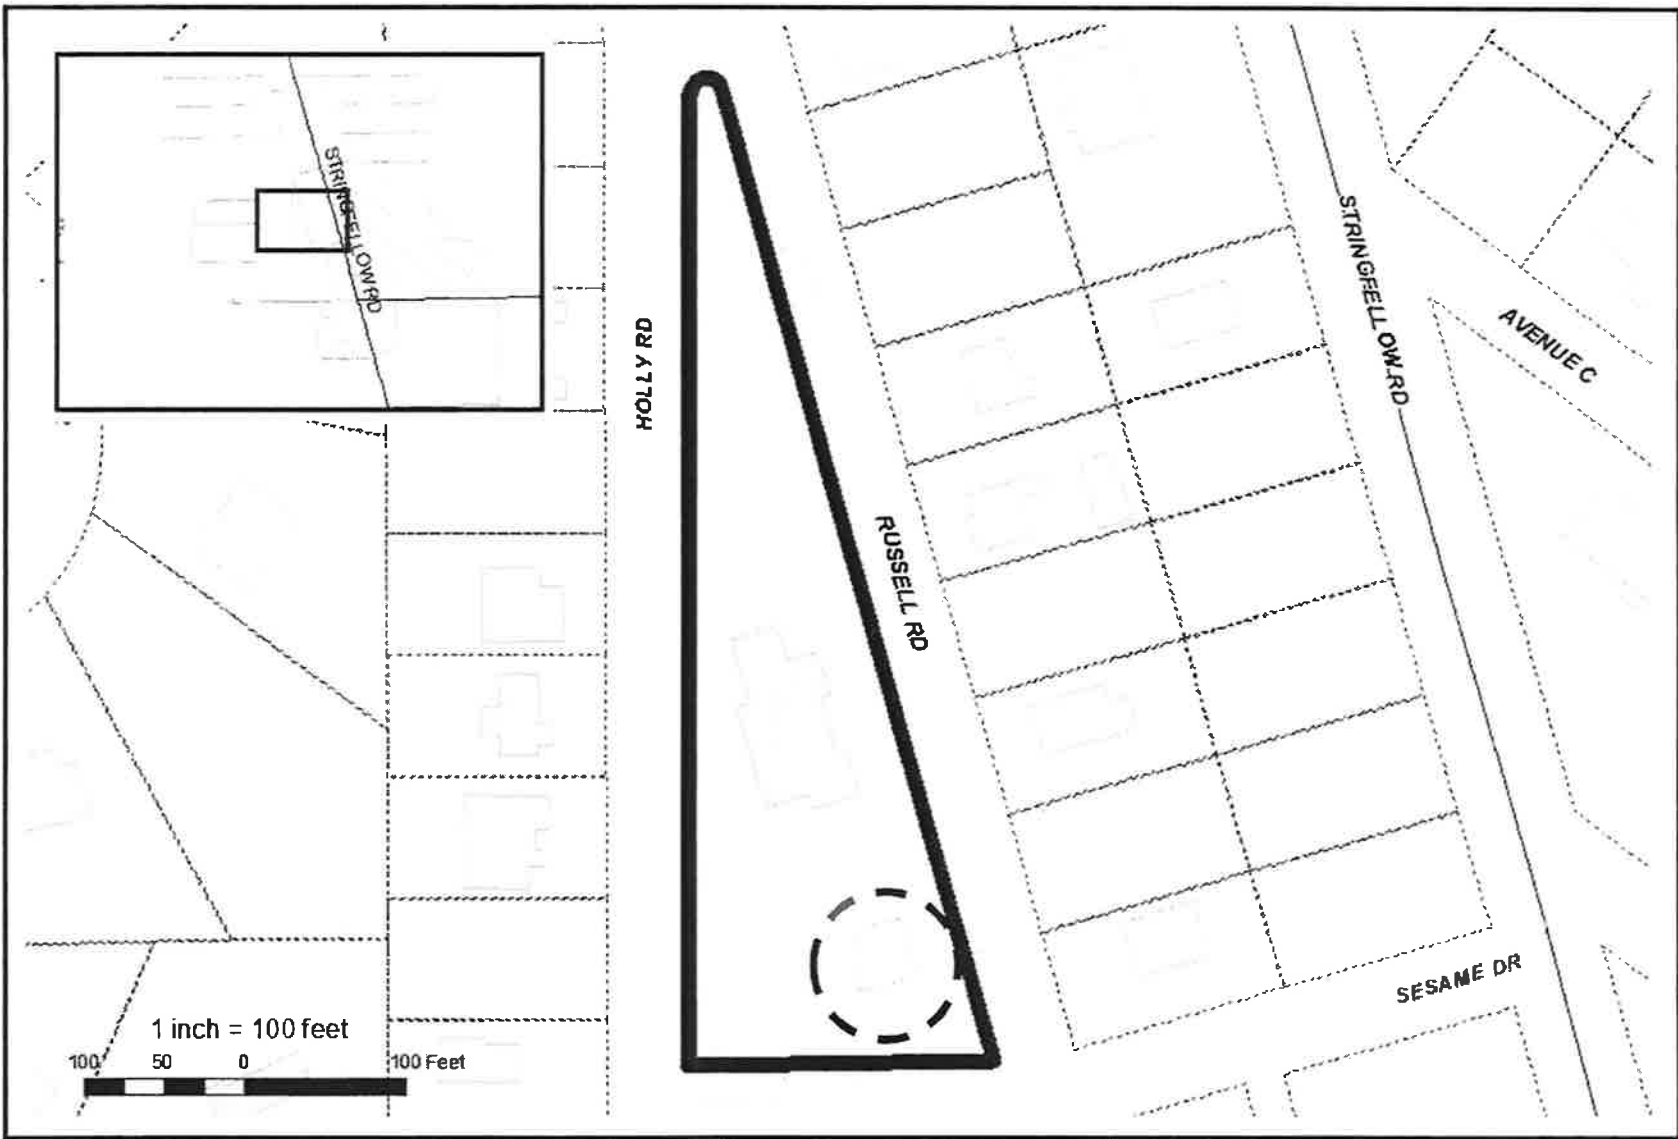 STRINGFELLOW RD
HOLLY RD
RUSSELL RD
STRINGFELLOW RD
AVENUE C
SESAME DR
1 inch = 100 feet
100 50 0 100 Feet